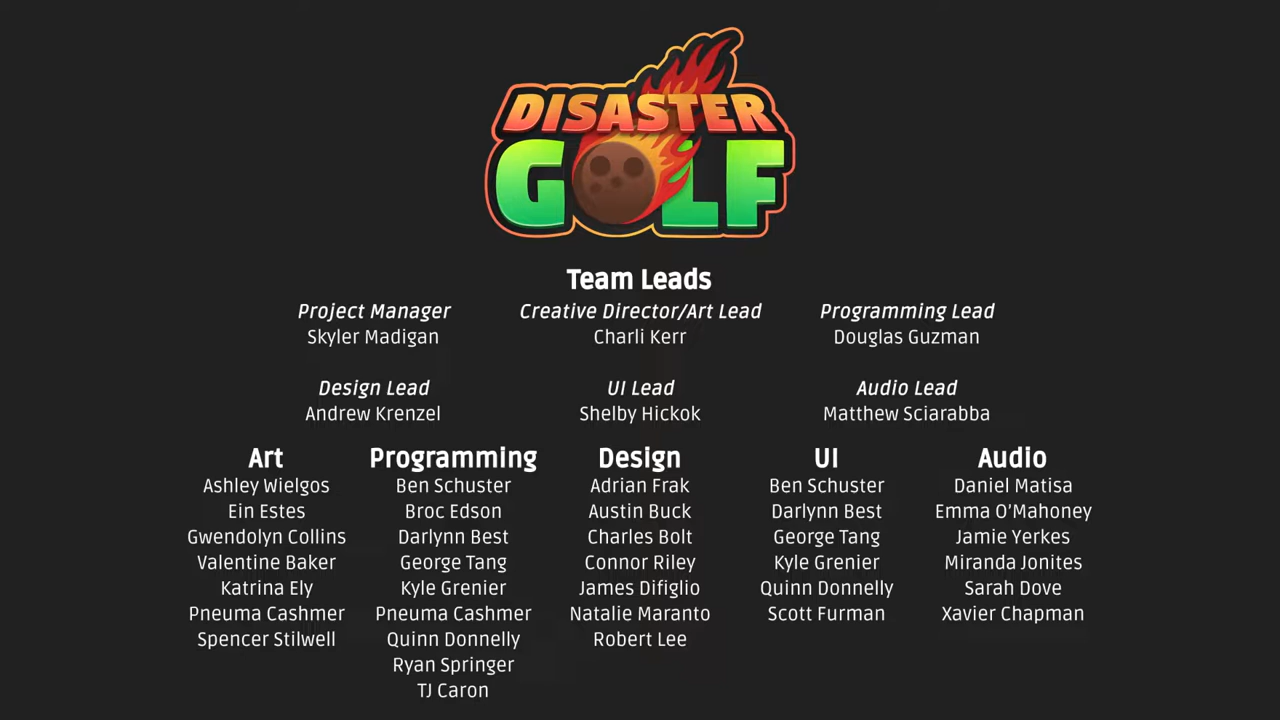 DISASTER
GOLF
Team Leads
Project Manager
Skyler Madigan
Creative Director/Art Lead
Charli Kerr
Programming Lead
Douglas Guzman
Design Lead
Andrew Krenzel
UI Lead
Shelby Hickok
Audio Lead
Matthew Sciarabba
Art
Ashley Wielgos
Ein Estes
Gwendolyn Collins
Valentine Baker
Katrina Ely
Pneuma Cashmer
Spencer Stilwell
Programming
Ben Schuster
Broc Edson
Darlynn Best
George Tang
Kyle Grenier
Pneuma Cashmer
Quinn Donnelly
Ryan Springer
TJ Caron
Design
Adrian Frak
Austin Buck
Charles Bolt
Connor Riley
James Difiglio
Natalie Maranto
Robert Lee
UI
Ben Schuster
Darlynn Best
George Tang
Kyle Grenier
Quinn Donnelly
Scott Furman
Audio
Daniel Matisa
Emma O'Mahoney
Jamie Yerkes
Miranda Jonites
Sarah Dove
Xavier Chapman